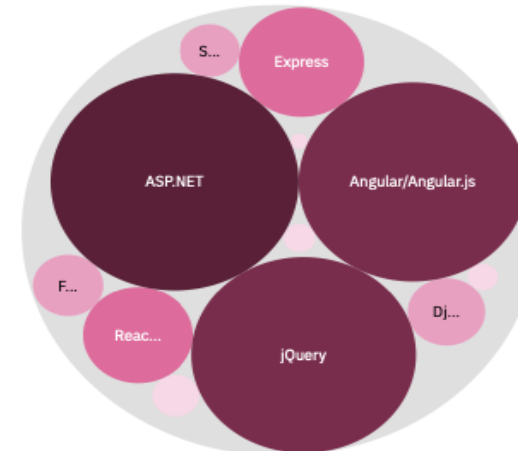 S...
Express
ASP.NET
Angular/Angular.js
F...
Reac...
Dj...
jQuery